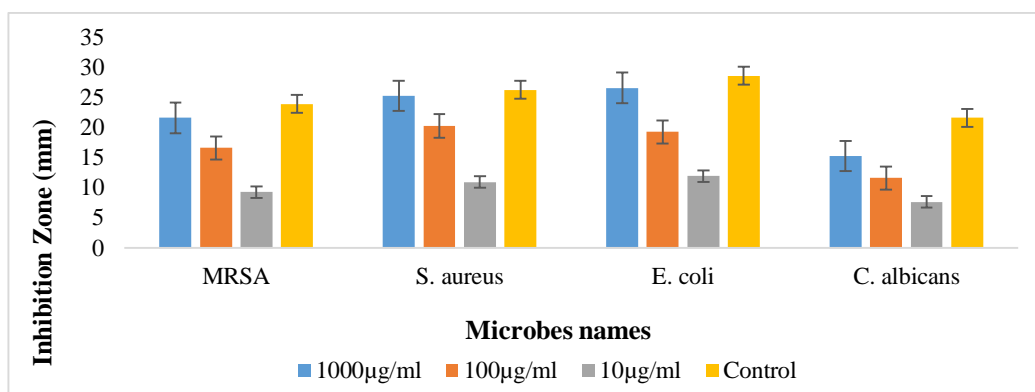 Inhibition Zone (mm)
35
30
25
20
15
10
5
0
MRSA S. aureus E. coli C. albicans
Microbes names
1000µg/ml 100µg/ml 10µg/ml Control